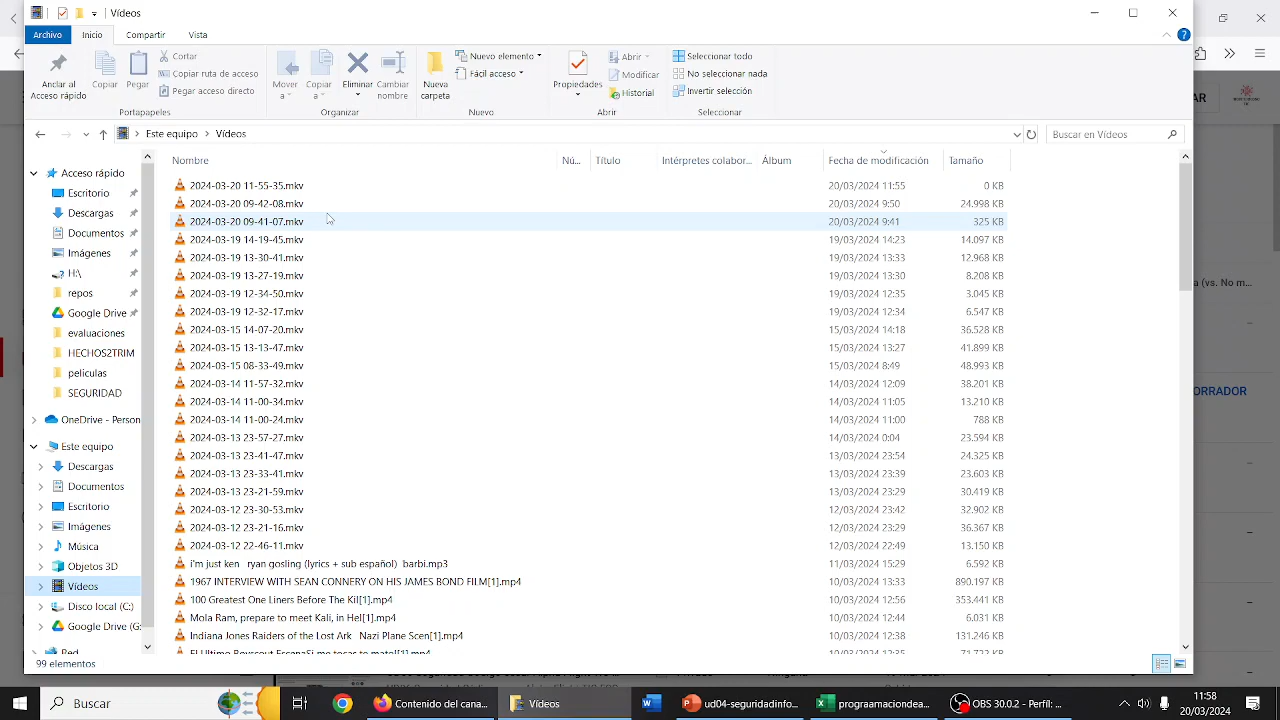 Vídeos
Archivo Inicio Compartir Vista
Anclar al Acceso rápido
Copiar
Pegar
Cortar
Copiar ruta de acceso
Pegar acceso directo
Portapapeles
Mover a
Copiar a
Eliminar
Cambiar nombre
Organizar
Nueva carpeta
Nuevo elemento
Fácil acceso
Nuevo
Propiedades
Abrir
Modificar
Historial
Abrir
Seleccionar todo
No seleccionar nada
Invertir selección
Seleccionar
Este equipo > Vídeos
Buscar en Vídeos
Nombre Nú... Título Intérpretes colabor... Álbum Fecha de modificación Tamaño
Acceso rápido
Escritorio
Descargas
Documentos
Imágenes
H:\
repos
Google Drive
evaluaciones
HECHOS2TRIM
peliculas
SEGURIDAD
OneDrive - Person
Este equipo
Descargas
Documentos
Escritorio
Imágenes
Música
Objetos 3D
Vídeos
Disco local (C:)
Google Drive (G:
Red
2024-03-20 11-55-35.mkv 20/03/2024 11:55 0 KB
2024-03-20 09-42-08.mkv 20/03/2024 9:50 24.998 KB
2024-03-20 09-41-07.mkv 20/03/2024 9:41 325 KB
2024-03-19 14-19-45.mkv 19/03/2024 14:23 14.097 KB
2024-03-19 13-30-41.mkv 19/03/2024 13:33 12.968 KB
2024-03-19 13-27-19.mkv 19/03/2024 13:30 8.208 KB
2024-03-19 12-34-50.mkv 19/03/2024 12:35 3.045 KB
2024-03-19 12-32-17.mkv 19/03/2024 12:34 6.547 KB
2024-03-15 14-07-20.mkv 15/03/2024 14:18 36.528 KB
2024-03-15 13-13-47.mkv 15/03/2024 13:27 41.899 KB
2024-03-15 08-33-49.mkv 15/03/2024 8:49 48.993 KB
2024-03-14 11-57-32.mkv 14/03/2024 12:09 38.201 KB
2024-03-14 11-00-34.mkv 14/03/2024 11:05 13.210 KB
2024-03-14 11-00-24.mkv 14/03/2024 11:00 788 KB
2024-03-13 23-57-27.mkv 14/03/2024 0:04 23.594 KB
2024-03-13 23-41-47.mkv 13/03/2024 23:54 24.325 KB
2024-03-13 23-33-41.mkv 13/03/2024 23:39 23.603 KB
2024-03-13 23-21-59.mkv 13/03/2024 23:29 30.419 KB
2024-03-12 23-30-53.mkv 12/03/2024 23:42 32.902 KB
2024-03-12 23-21-16.mkv 12/03/2024 23:29 36.367 KB
2024-03-12 22-46-11.mkv 12/03/2024 22:49 13.150 KB
i'm just ken ryan gosling (lyrics + sub español) barbi.mp3 11/03/2024 15:29 6.592 KB
1967 INTERVIEW WITH SEAN CONNERY ON HIS JAMES BOND FILM[1].mp4 10/03/2024 13:33 890.197 KB
100 Greatest One Liners Before The Kil[1].mp4 10/03/2024 12:56 353.441 KB
Mola Ram, prepare to meet Kali, in Hel[1].mp4 10/03/2024 12:44 6.031 KB
Indiana Jones Raiders of the Lost Ark Nazi Plane Scen[1].mp4 10/03/2024 12:38 131.246 KB
99 elementos
AR
a (vs. No m...
ORRADOR
Buscar
Contenido de cana...
Vídeos
ud04-seguridadinfo...
prograamaciondea...
OBS 30.0.2 - Perfil: ...
11:58
20/03/2024